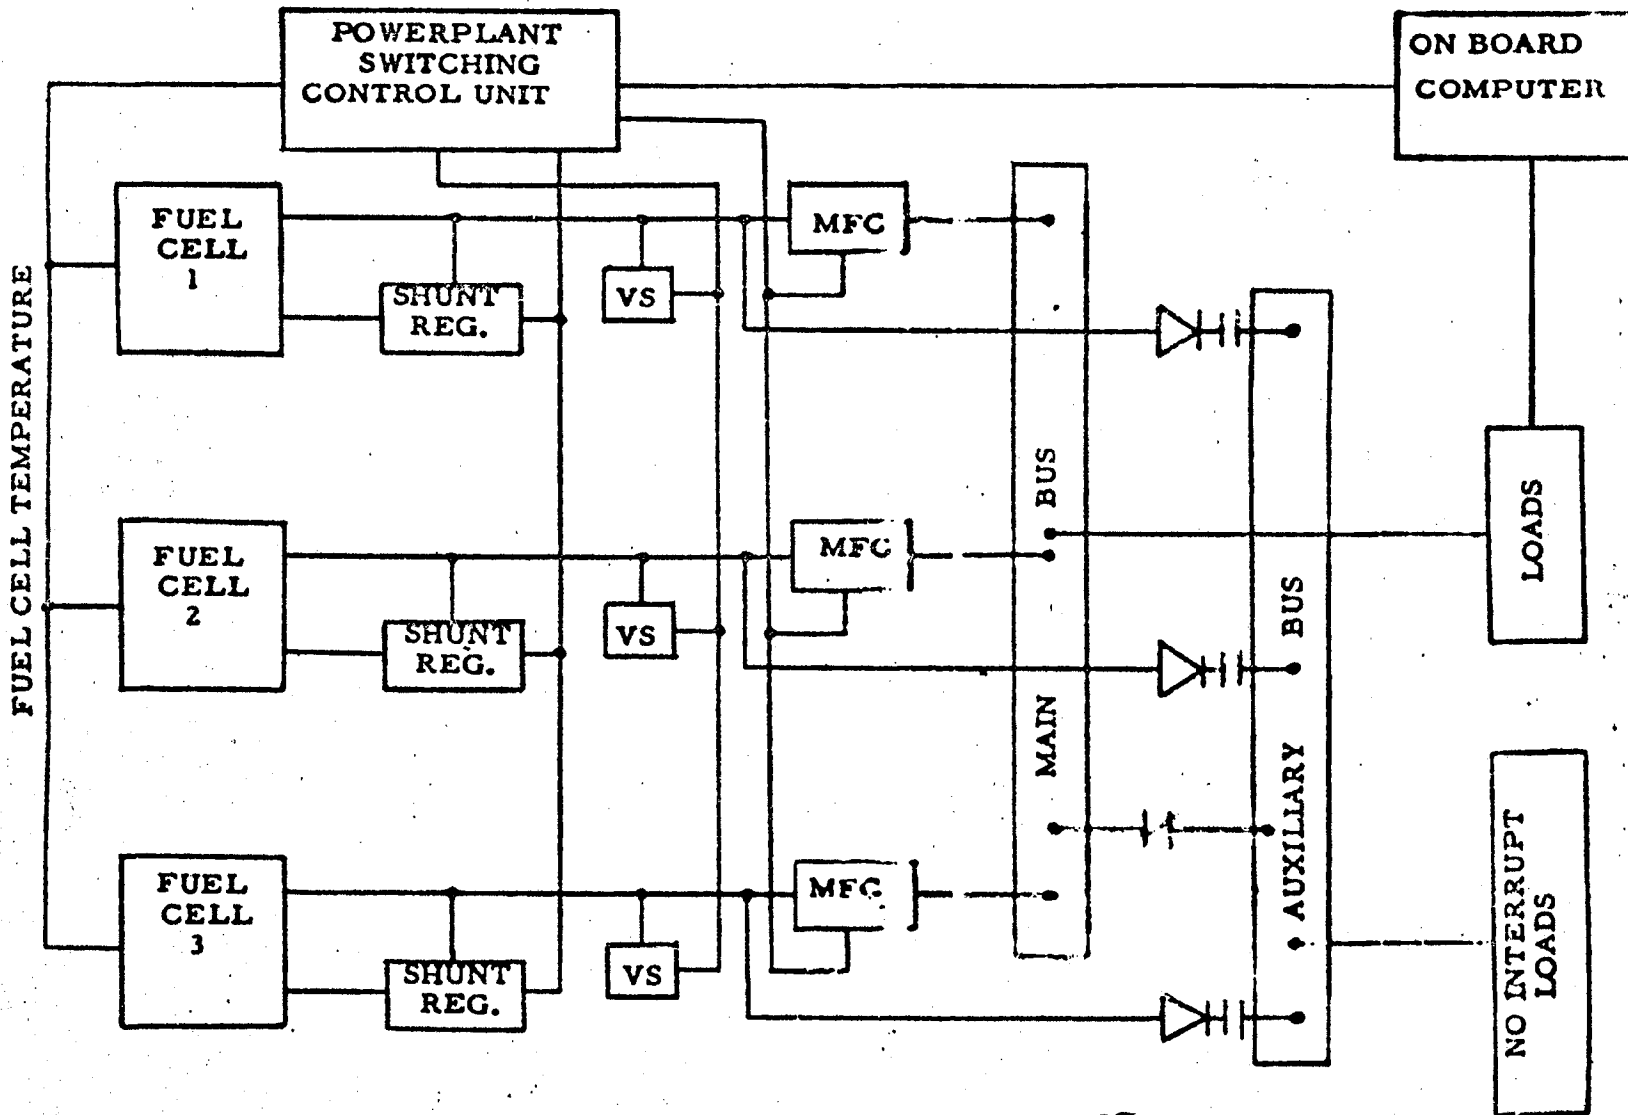 POWERPLANT
SWITCHING
CONTROL UNIT
ON BOARD
COMPUTER
FUEL CELL TEMPERATURE
FUEL
CELL
1
SHUNT
REG.
VS
MFC
FUEL
CELL
2
SHUNT
REG.
VS
MFC
FUEL
CELL
3
SHUNT
REG.
VS
MFC
MAIN BUS
AUXILLARY BUS
LOADS
NO INTERRUPT
LOADS